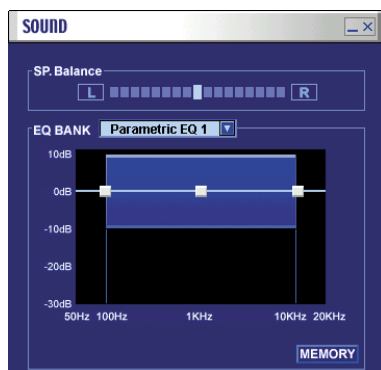 SOUND
SP. Balance
L R
EQ BANK Parametric EQ 1
10dB
0dB
-10dB
-20dB
-30dB
50Hz 100Hz 1KHz 10KHz 20KHz
MEMORY